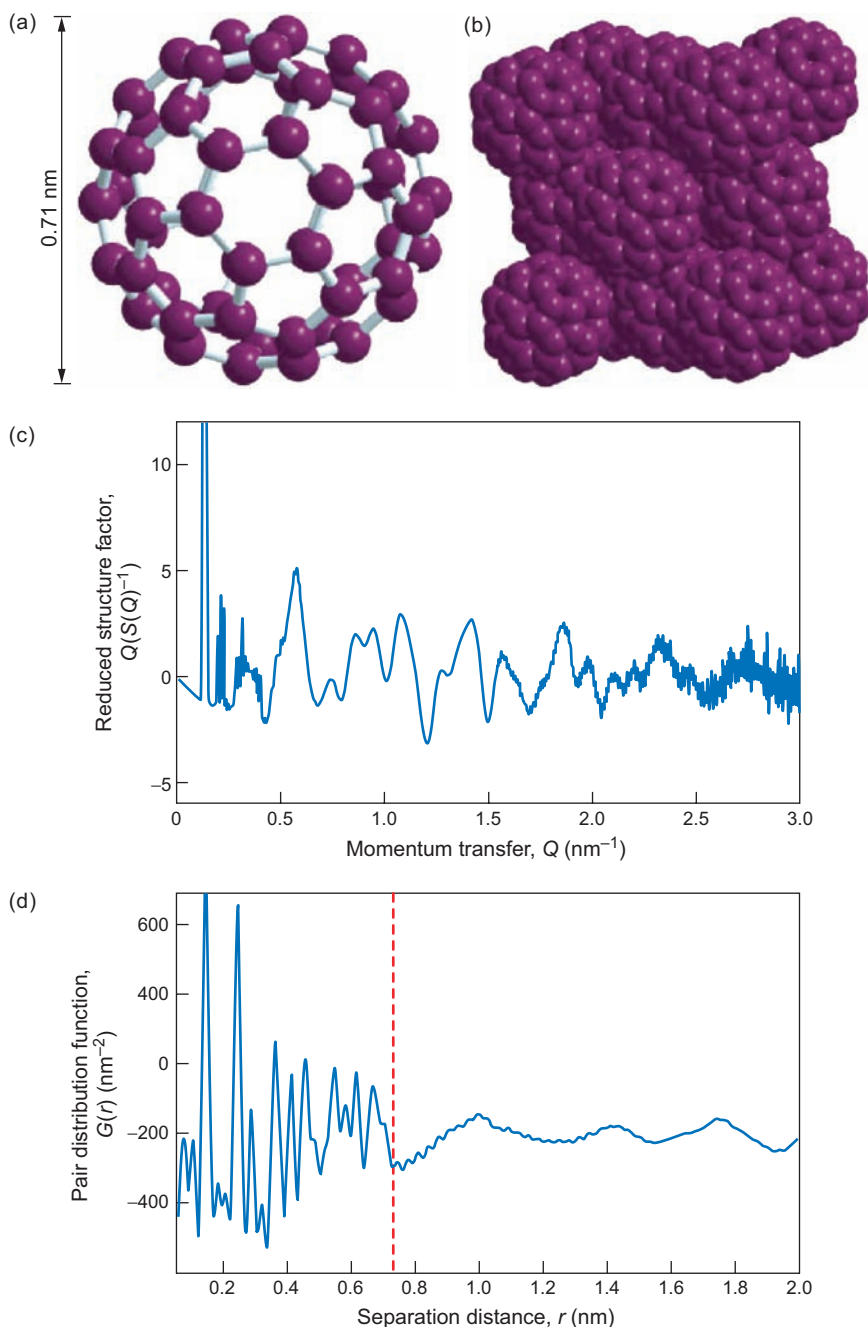 (a)
(b)
0.71 nm
(c)
Reduced structure factor,
Q(S(Q)⁻¹)
10
5
0
–5
0
0.5
1.0
1.5
2.0
2.5
3.0
Momentum transfer, Q (nm⁻¹)
(d)
Pair distribution function,
G(r) (nm⁻²)
600
400
0
–200
–400
0.2
0.4
0.6
0.8
1.0
1.2
1.4
1.6
1.8
2.0
Separation distance, r (nm)